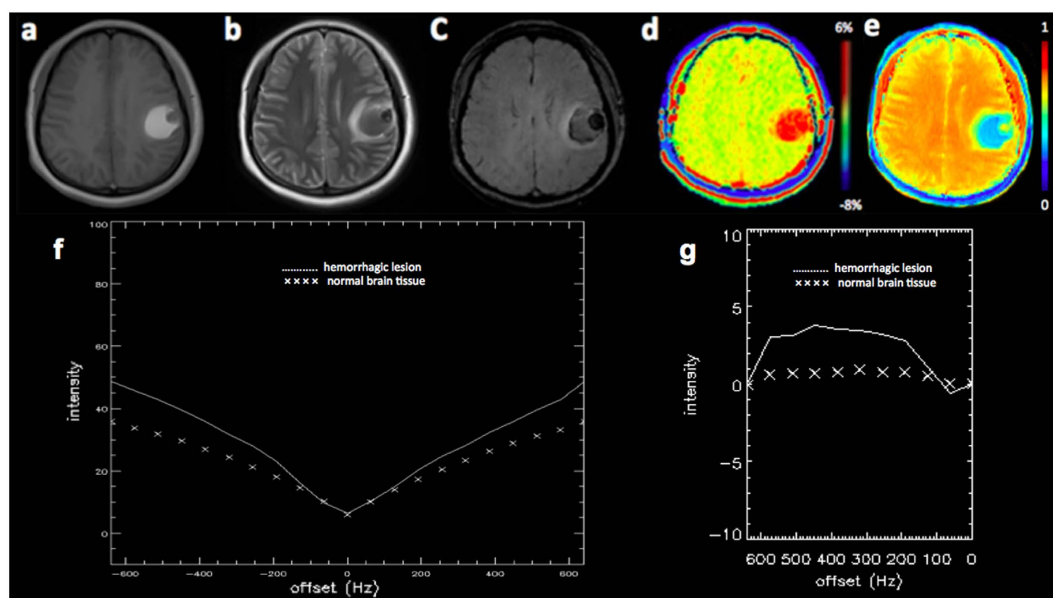 a b c d e
6%
-8%
1
0
f
100
80
60
40
20
0
intensity
hemorrhagic lesion
× × × × normal brain tissue
−600 −400 −200 0 200 400 600
offset (Hz)
g
10
5
0
−5
−10
intensity
hemorrhagic lesion
×××× normal brain tissue
600 500 400 300 200 100 0
offset (Hz)